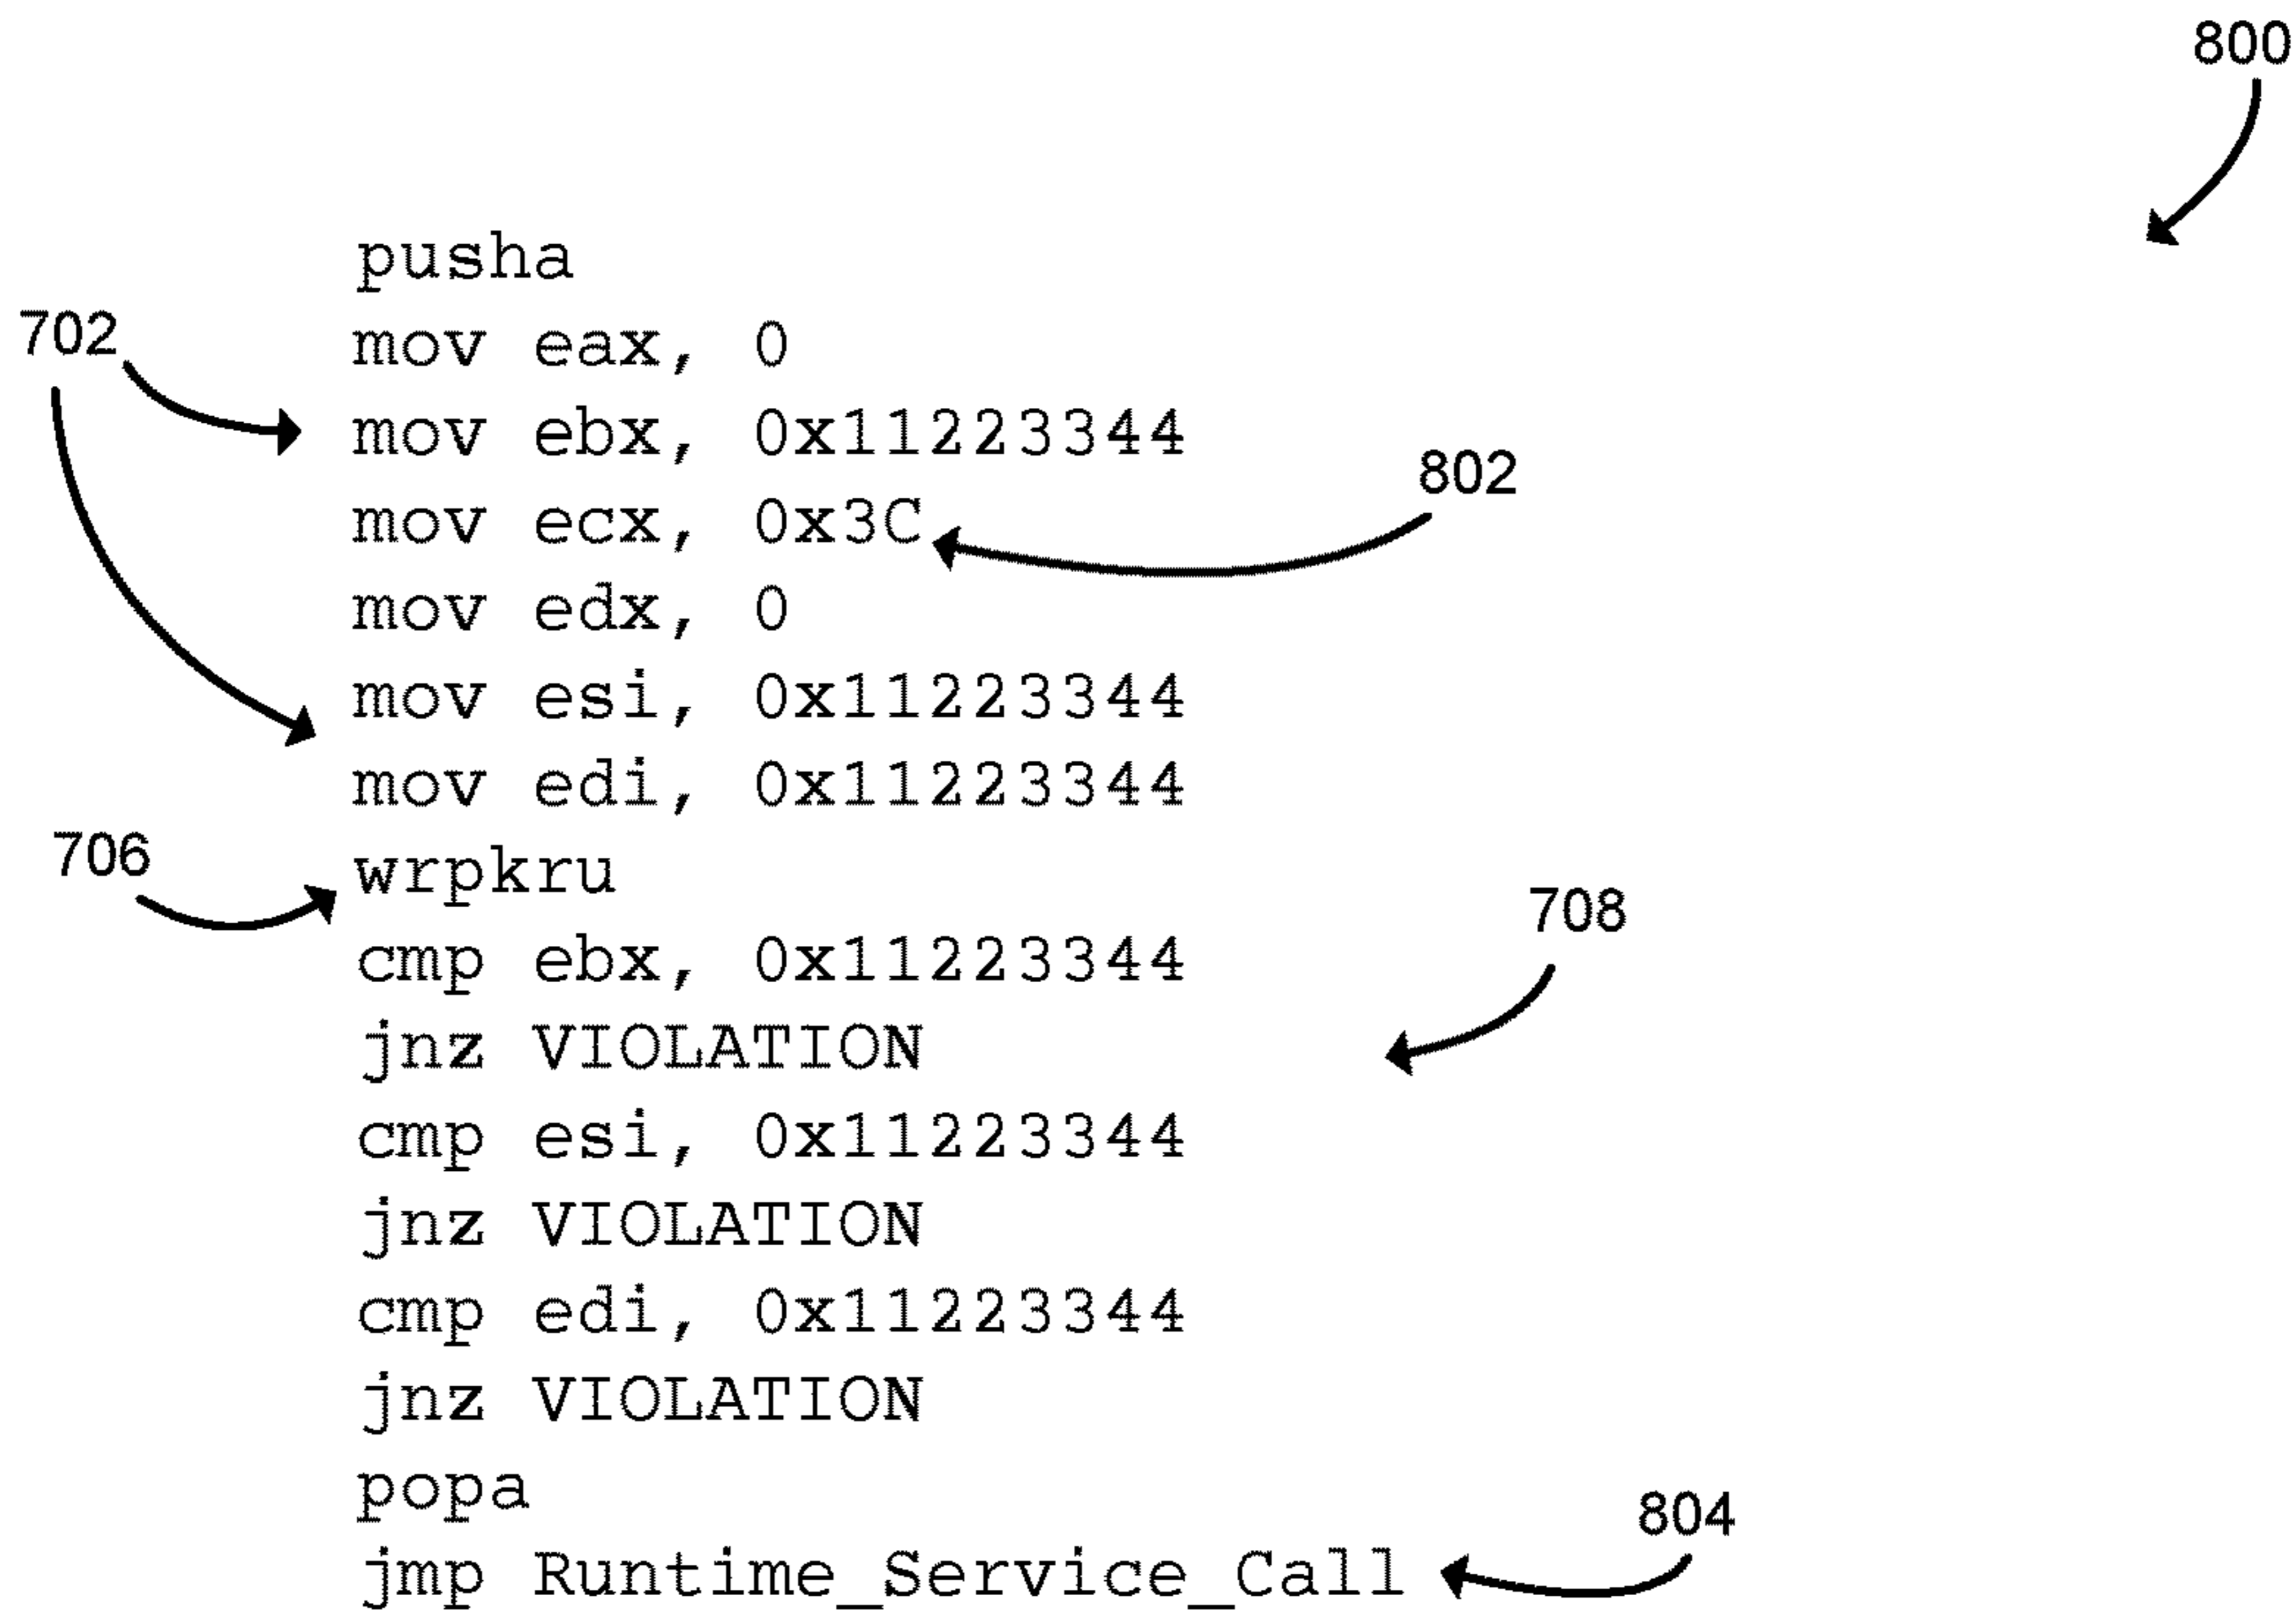 800
pusha
702
mov eax, 0
mov ebx, 0x11223344
802
mov ecx, 0x3C
mov edx, 0
mov esi, 0x11223344
mov edi, 0x11223344
706
wrpkru
708
cmp ebx, 0x11223344
jnz VIOLATION
cmp esi, 0x11223344
jnz VIOLATION
cmp edi, 0x11223344
jnz VIOLATION
popa
804
jmp Runtime_Service_Call